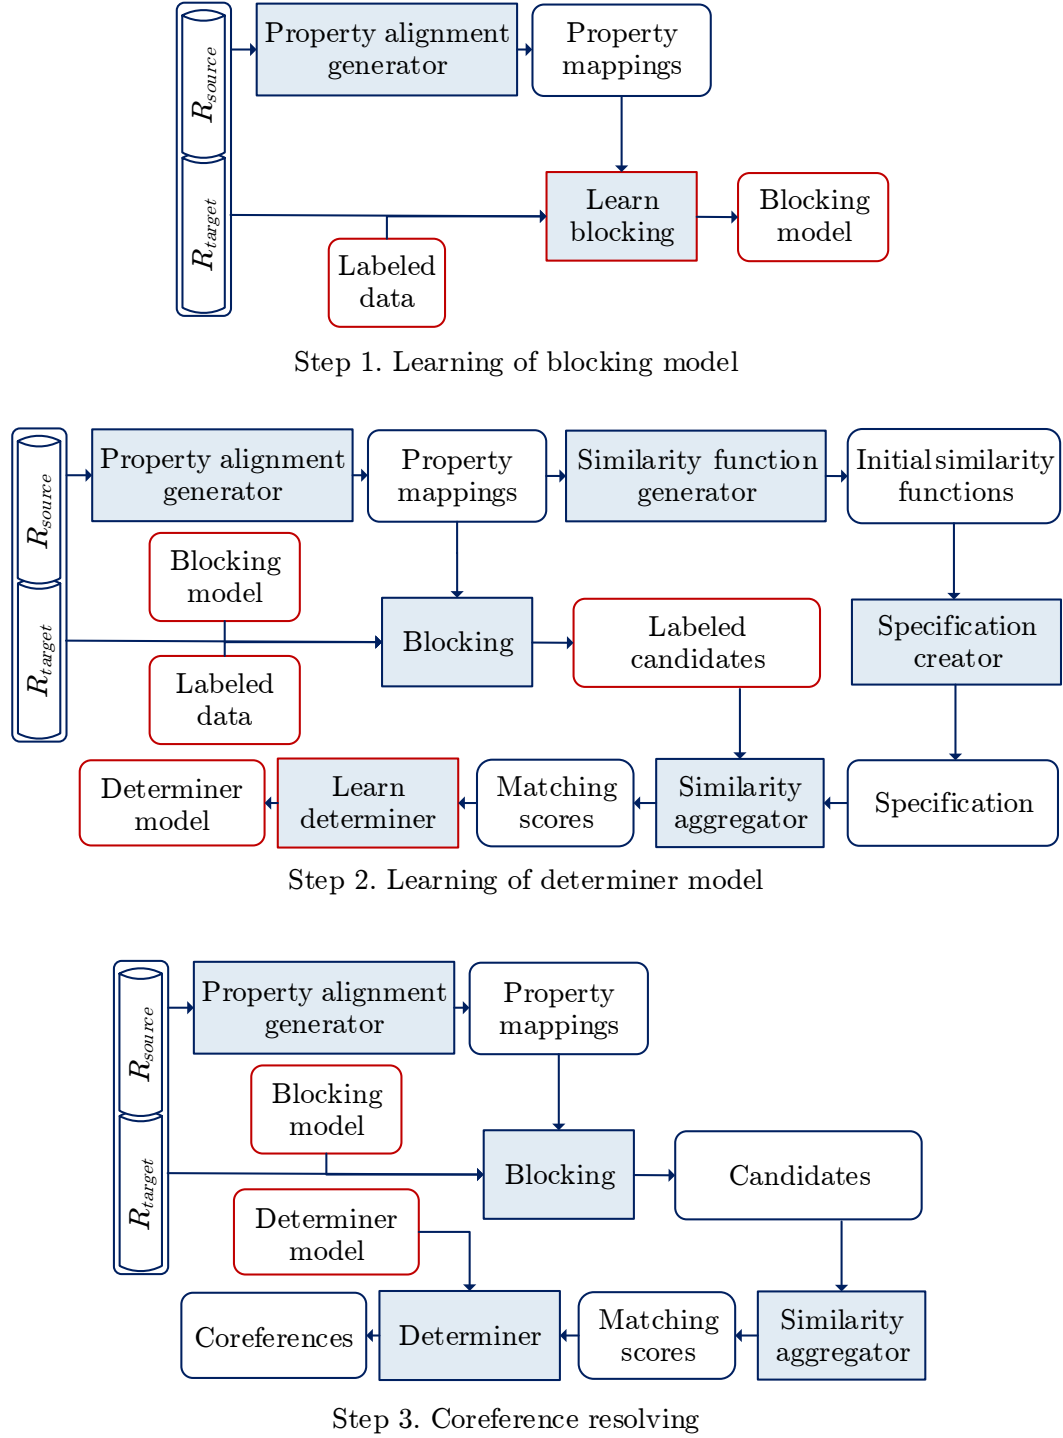 R_source
R_target
Property alignment
generator
Property
mappings
Learn
blocking
Blocking
model
Labeled
data
Step 1. Learning of blocking model
R_source
R_target
Property alignment
generator
Property
mappings
Similarity function
generator
Initial similarity
functions
Blocking
model
Labeled
data
Blocking
Labeled
candidates
Specification
creator
Determiner
model
Learn
determiner
Matching
scores
Similarity
aggregator
Specification
Step 2. Learning of determiner model
R_source
R_target
Property alignment
generator
Property
mappings
Blocking
model
Blocking
Candidates
Determiner
model
Coreferences
Determiner
Matching
scores
Similarity
aggregator
Step 3. Coreference resolving